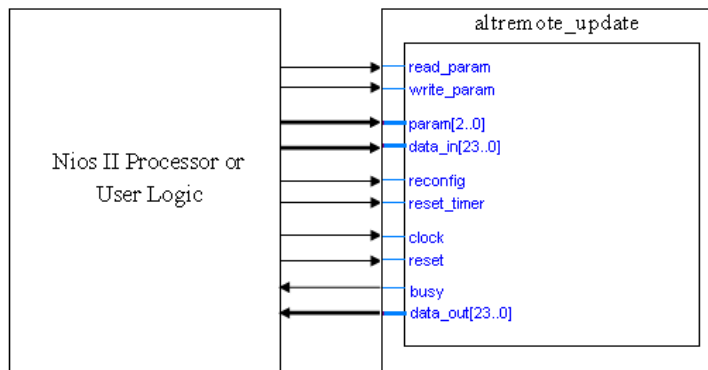 altremote_update
read_param
write_param
param[2..0]
data_in[23..0]
Nios II Processor or
User Logic
reconfig
reset_timer
clock
reset
busy
data_out[23..0]